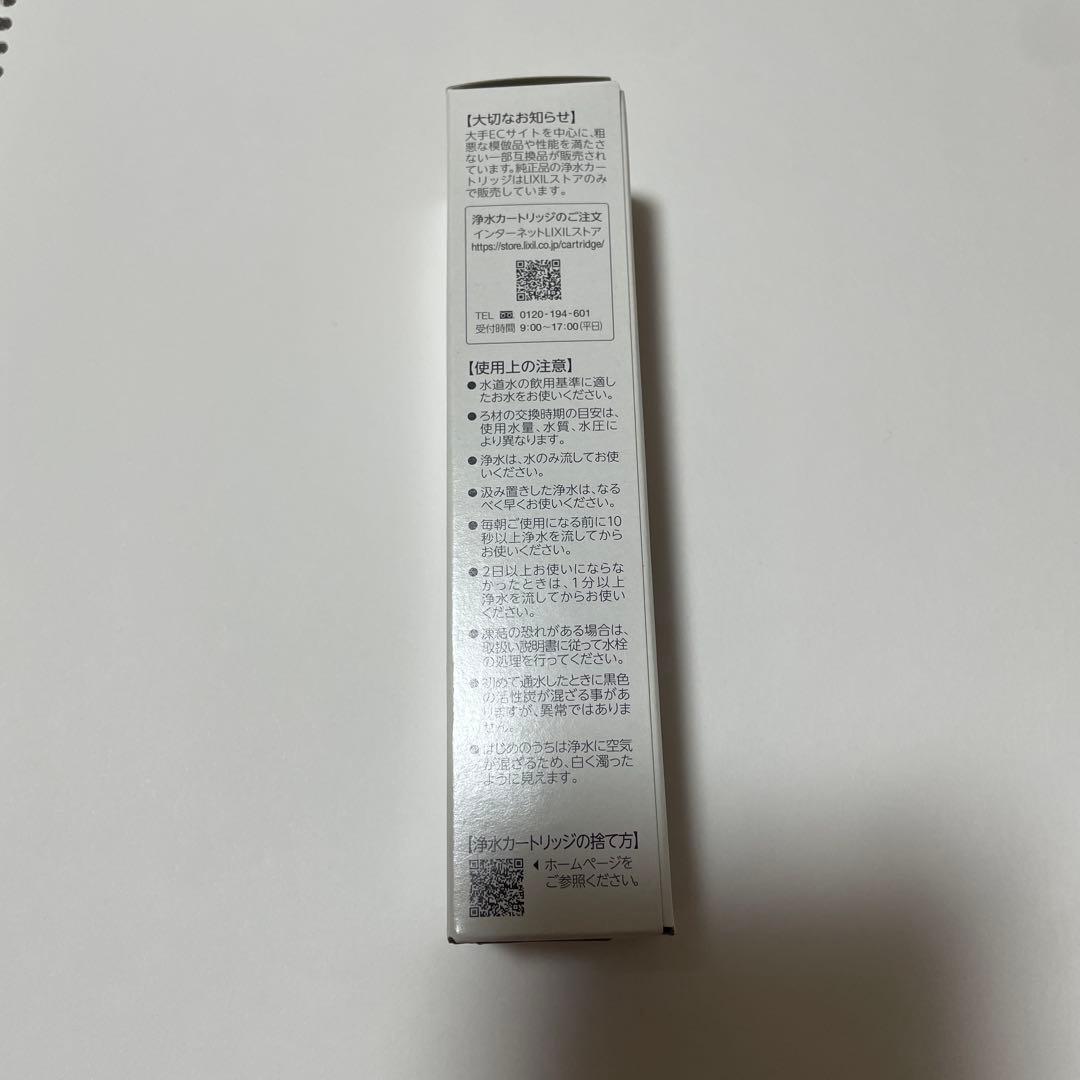 【大切なお知らせ】
大手ECサイトを中心に、粗
悪な模倣品や性能を満たさ
ない一部互換品が販売され
ています。純正品の浄水カー
トリッジはLIXILストアのみ
で販売しています。
浄水カートリッジのご注文
インターネットLIXILストア
https://store.lixil.co.jp/cartridge/
TEL 0120-194-601
受付時間 9:00〜17:00(平日)
【使用上の注意】
●水道水の飲用基準に適し
たお水をお使いください。
●ろ材の交換時期の目安は、
使用水量、水質、水圧に
より異なります。
●浄水は、水のみ流してお使
いください。
●汲み置きした浄水は、なる
べく早くお使いください。
●毎朝ご使用になる前に10
秒以上浄水を流してから
お使いください。
●2日以上お使いにならな
かったときは、1分以上
浄水を流してからお使い
ください。
●凍結の恐れがある場合は、
取扱い説明書に従って水栓
の処理を行ってください。
●初めて通水したときに黒色
の活性炭が混ざる事があ
りますが、異常ではありま
せん。
●はじめのうちは浄水に空気
が混ざるため、白く濁った
ように見えます。
【浄水カートリッジの捨て方】
◀ ホームページを
ご参照ください。